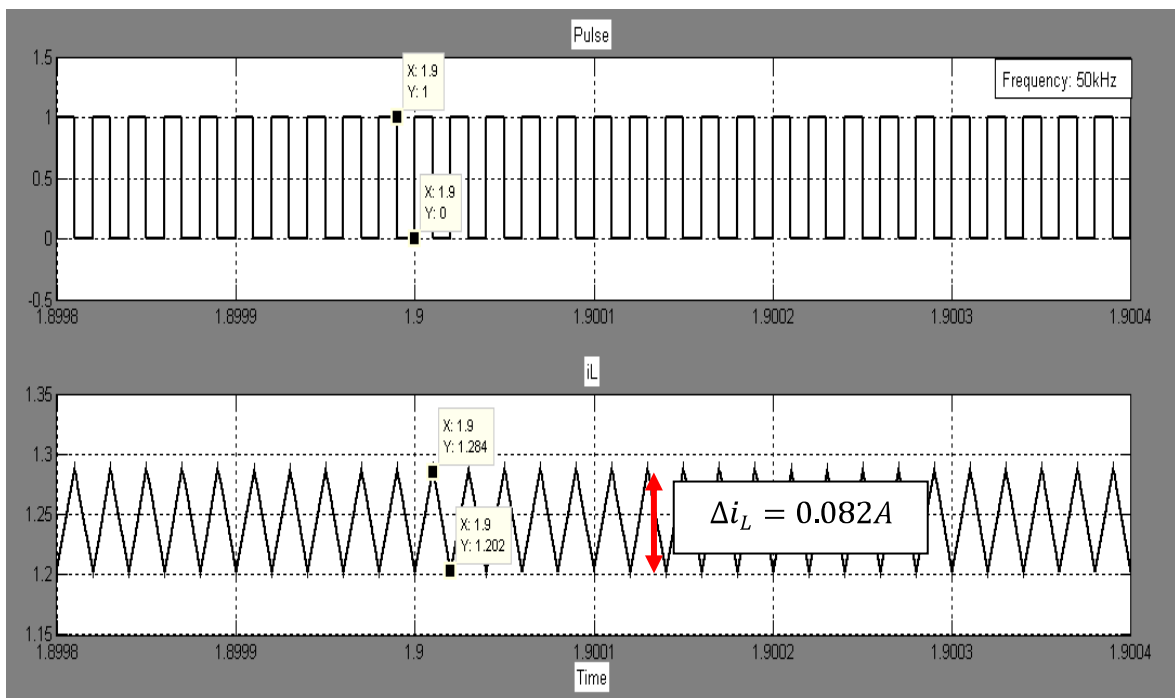 Pulse
1.5
1
0.5
0
-0.5
X: 1.9
Y: 1
X: 1.9
Y: 0
Frequency: 50kHz
1.8998 1.8999 1.9 1.9001 1.9002 1.9003 1.9004
iL
1.35
1.3
1.25
1.2
1.15
X: 1.9
Y: 1.284
X: 1.9
Y: 1.202
Δi_L = 0.082A
1.8998 1.8999 1.9 1.9001 1.9002 1.9003 1.9004
Time